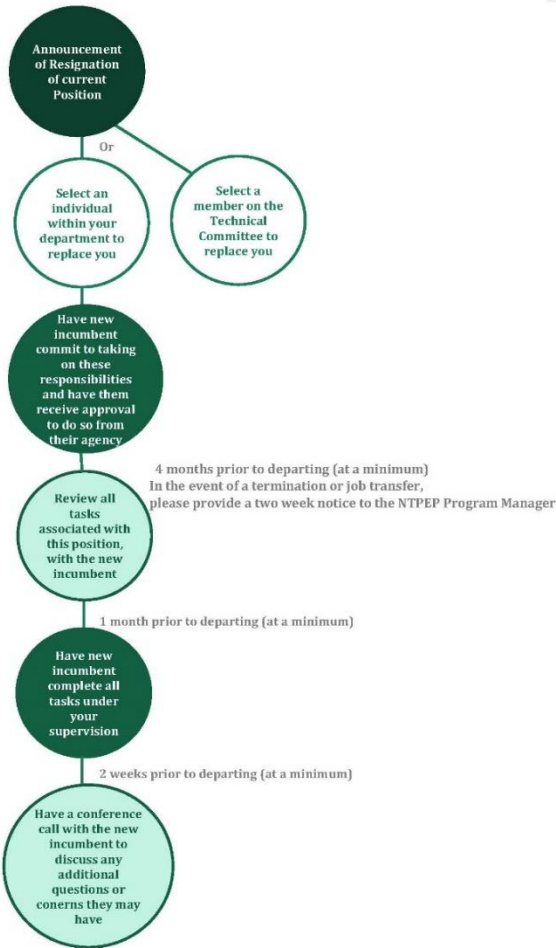 Announcement
of Resignation
of current
Position
Or
Select an
individual
within your
department to
replace you
Select a
member on the
Technical
Committee to
replace you
Have new
incumbent
commit to taking
on these
responsibilities
and have them
receive approval
to do so from
their agency
4 months prior to departing (at a minimum)
In the event of a termination or job transfer,
please provide a two week notice to the NTPEP Program Manager
Review all
tasks
associated with
this position,
with the new
incumbent
1 month prior to departing (at a minimum)
Have new
incumbent
complete all
tasks under
your
supervision
2 weeks prior to departing (at a minimum)
Have a conference
call with the new
incumbent to
discuss any
additional
questions or
conerns they may
have